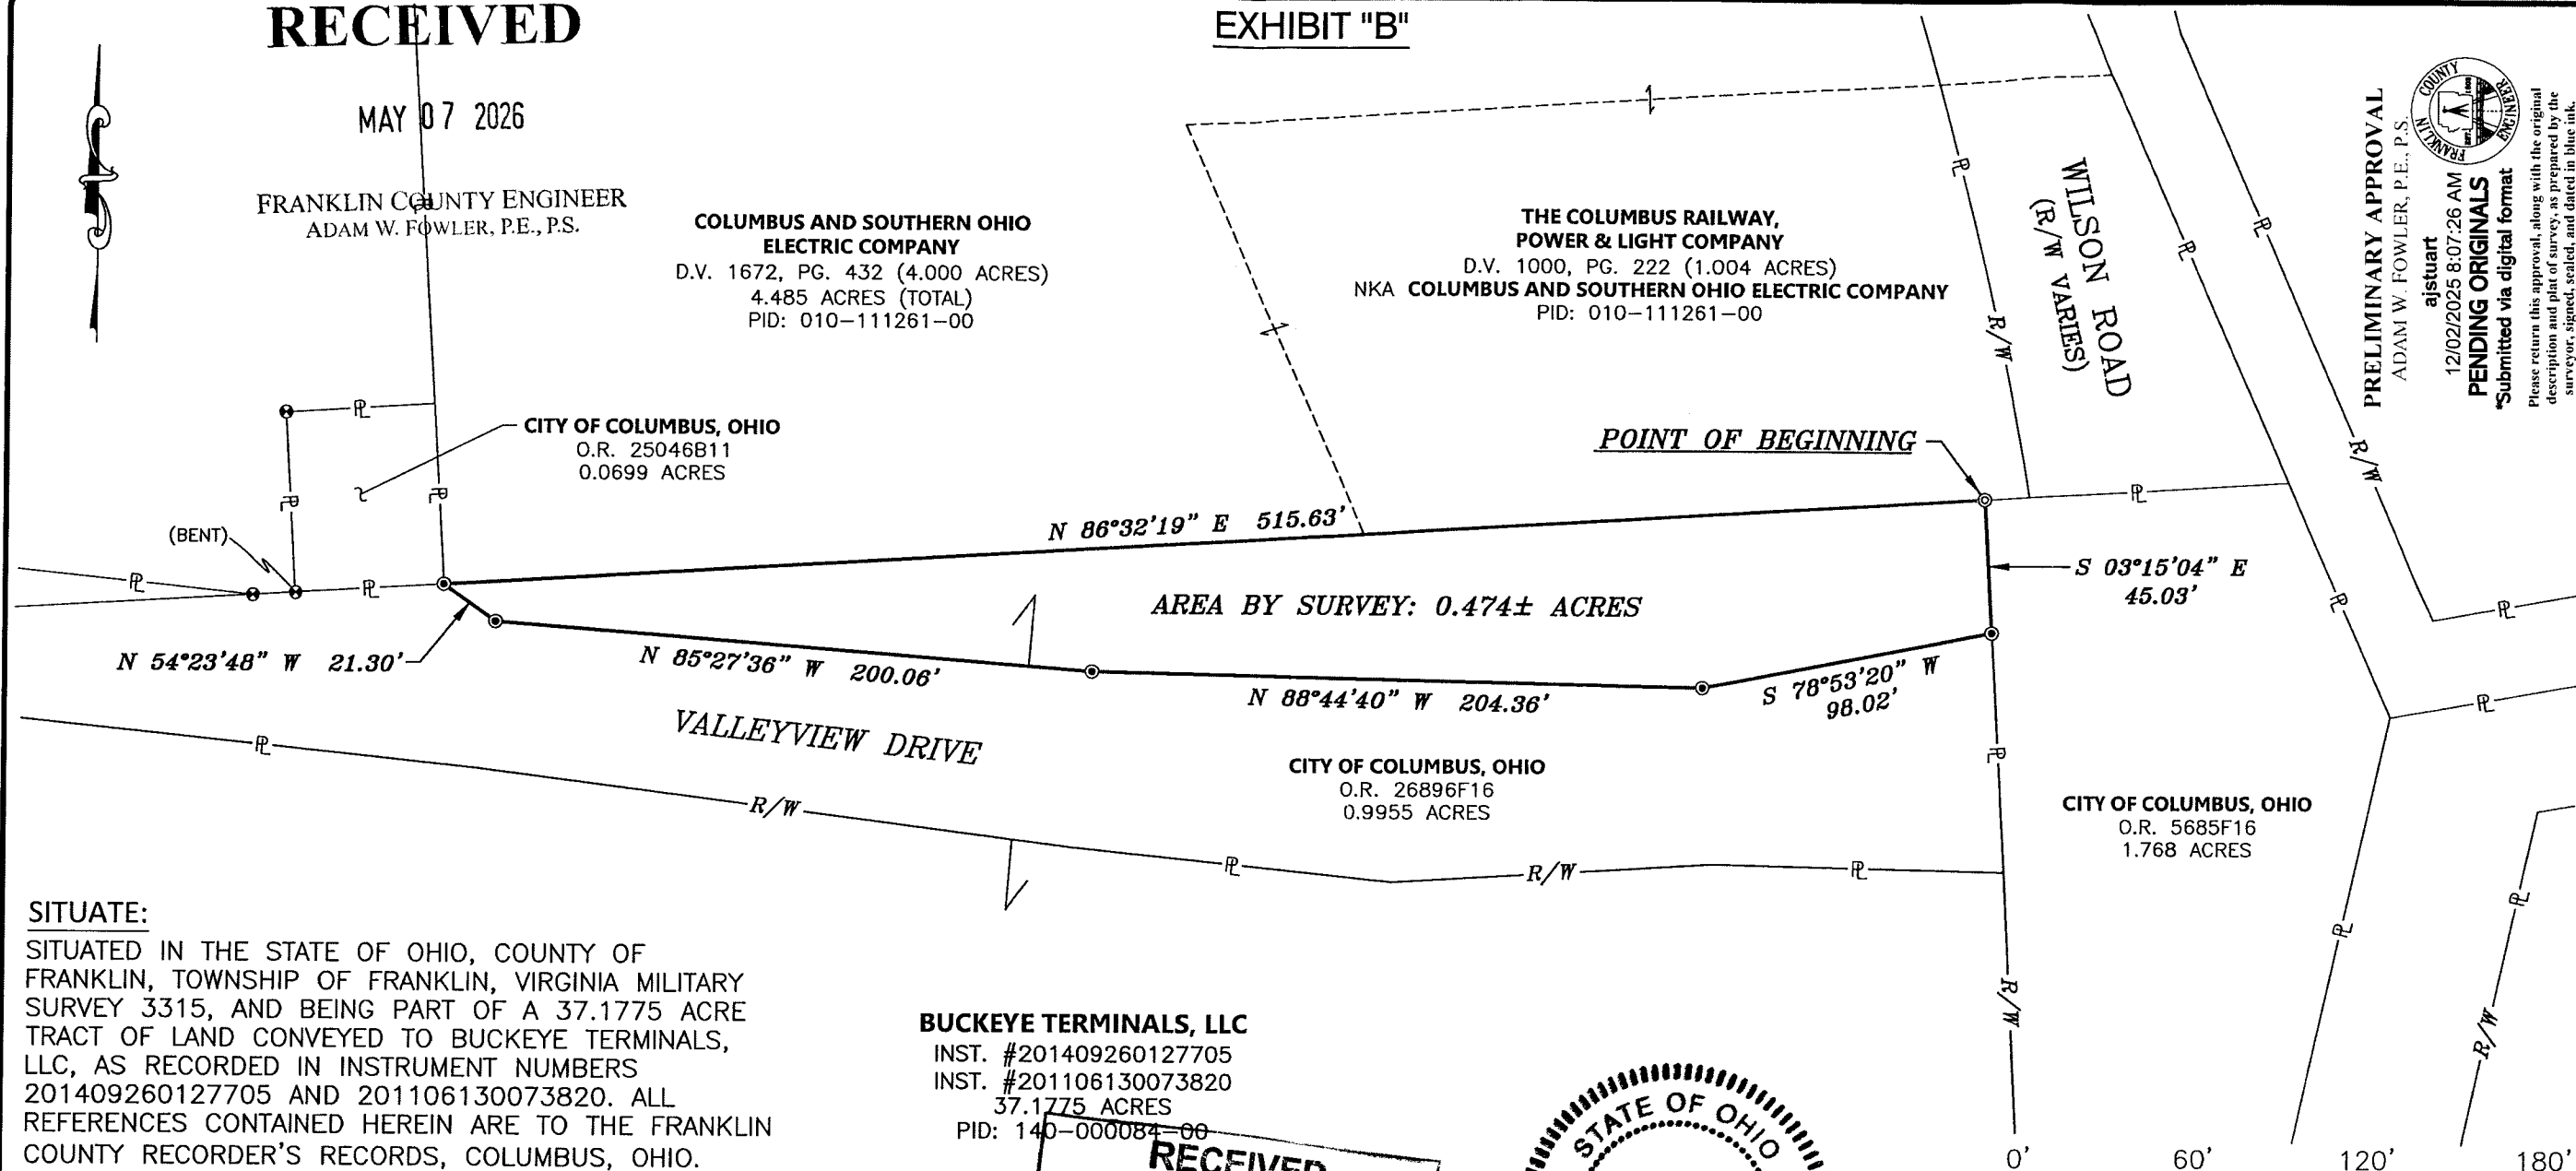 RECEIVED
MAY 07 2026
FRANKLIN COUNTY ENGINEER
ADAM W. FOWLER, P.E., P.S.
EXHIBIT "B"
COLUMBUS AND SOUTHERN OHIO
ELECTRIC COMPANY
D.V. 1672, PG. 432 (4.000 ACRES)
4.485 ACRES (TOTAL)
PID: 010-111261-00
THE COLUMBUS RAILWAY,
POWER & LIGHT COMPANY
D.V. 1000, PG. 222 (1.004 ACRES)
NKA COLUMBUS AND SOUTHERN OHIO ELECTRIC COMPANY
PID: 010-111261-00
WILSON ROAD
(R/W VARIES)
R/W
R/W
PRELIMINARY APPROVAL
ADAM W. FOWLER, P.E., P.S.
FRANKLIN COUNTY ENGINEER
ajstuart
12/02/2025 8:07:26 AM
PENDING ORIGINALS
*Submitted via digital format
Please return this approval, along with the original
description and plat of survey, as prepared by the
surveyor, signed, sealed, and dated in blue ink.
CITY OF COLUMBUS, OHIO
O.R. 25046B11
0.0699 ACRES
(BENT)
POINT OF BEGINNING
N 86°32'19" E 515.63'
S 03°15'04" E
45.03'
AREA BY SURVEY: 0.474± ACRES
N 54°23'48" W 21.30'
N 85°27'36" W 200.06'
N 88°44'40" W 204.36'
S 78°53'20" W
98.02'
VALLEYVIEW DRIVE
R/W
R/W
CITY OF COLUMBUS, OHIO
O.R. 26896F16
0.9955 ACRES
CITY OF COLUMBUS, OHIO
O.R. 5685F16
1.768 ACRES
R/W
R/W
SITUATE:
SITUATED IN THE STATE OF OHIO, COUNTY OF
FRANKLIN, TOWNSHIP OF FRANKLIN, VIRGINIA MILITARY
SURVEY 3315, AND BEING PART OF A 37.1775 ACRE
TRACT OF LAND CONVEYED TO BUCKEYE TERMINALS,
LLC, AS RECORDED IN INSTRUMENT NUMBERS
201409260127705 AND 201106130073820. ALL
REFERENCES CONTAINED HEREIN ARE TO THE FRANKLIN
COUNTY RECORDER'S RECORDS, COLUMBUS, OHIO.
BUCKEYE TERMINALS, LLC
INST. #201409260127705
INST. #201106130073820
37.1775 ACRES
PID: 140-000084-00
RECEIVED
STATE OF OHIO
0' 60' 120' 180'